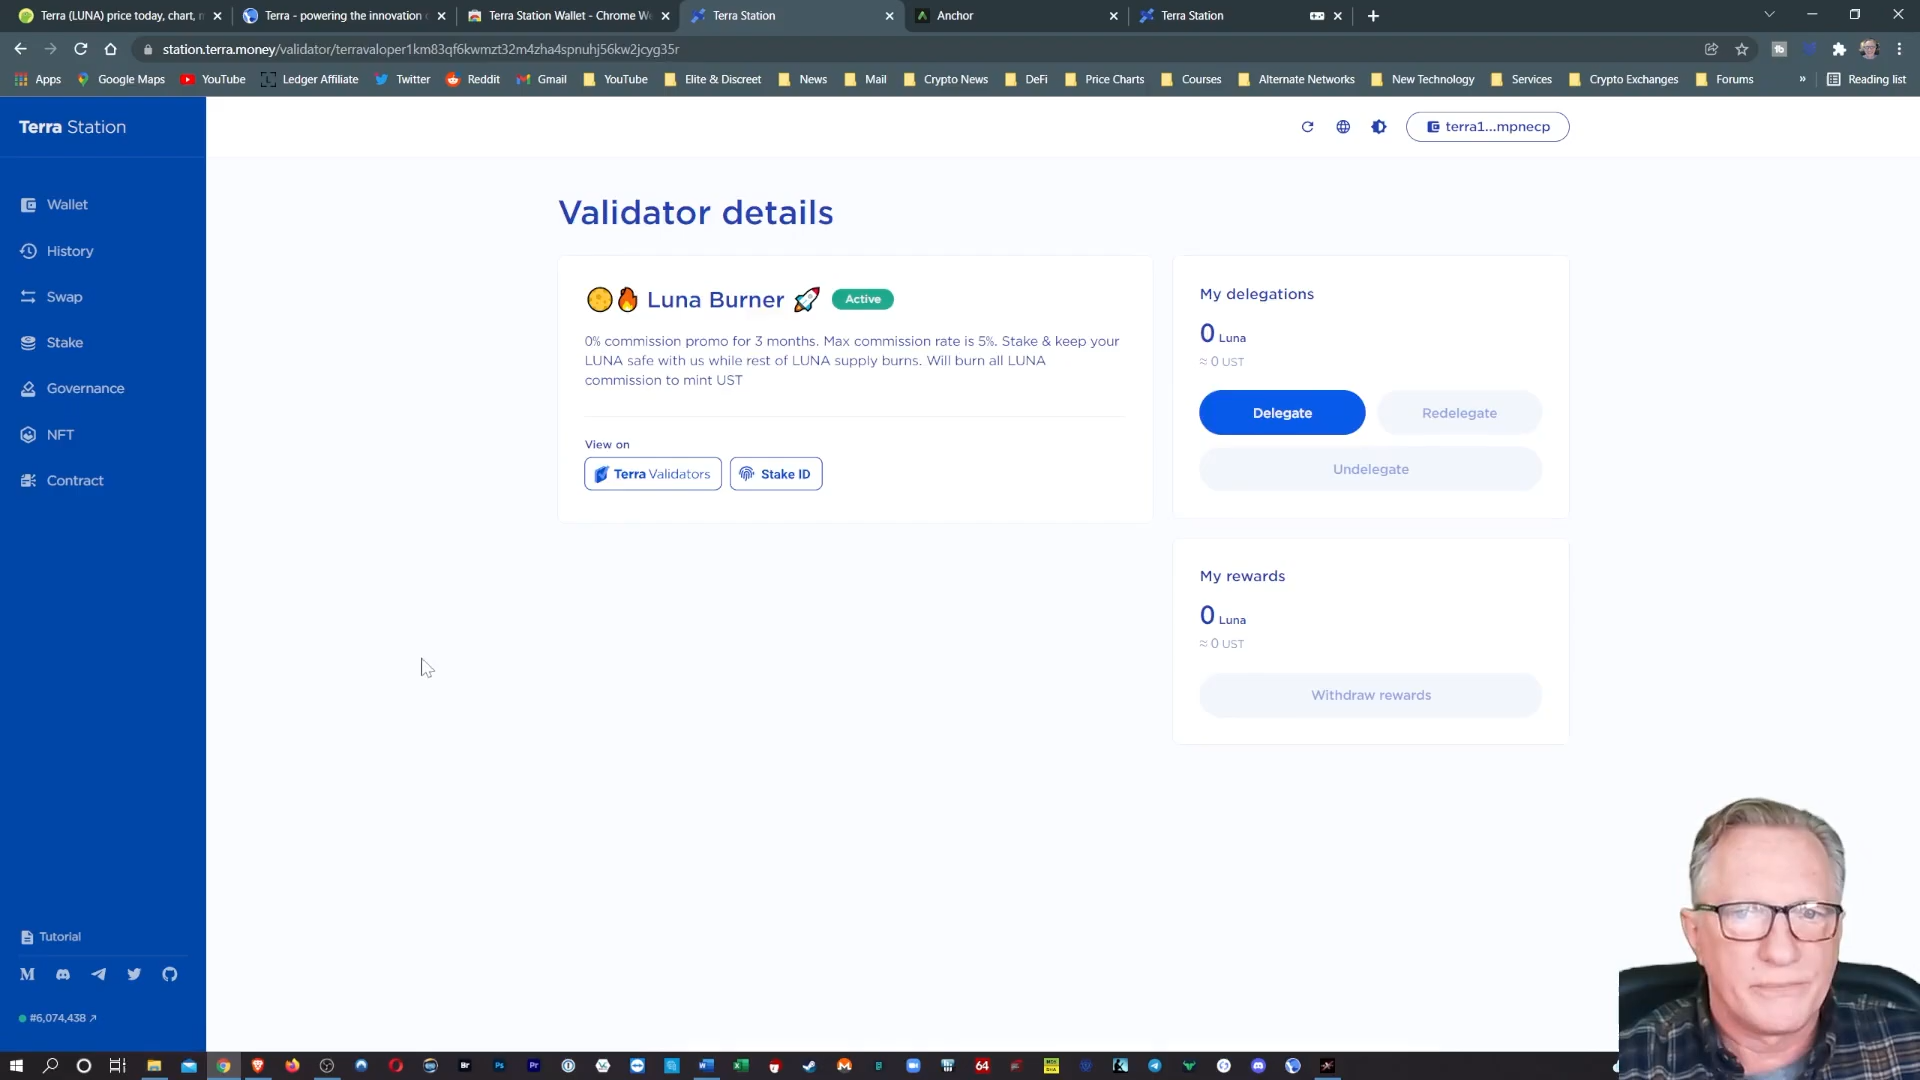 Terra (LUNA) price today, chart, m
Terra - powering the innovation o
Terra Station Wallet - Chrome We
Terra Station
Anchor
Terra Station
station.terra.money/validator/terravaloper1km83qf6kwmzt32m4zha4spnuhj56kw2jcyg35r
Apps
Google Maps
YouTube
Ledger Affiliate
Twitter
Reddit
Gmail
YouTube
Elite & Discreet
News
Mail
Crypto News
DeFi
Price Charts
Courses
Alternate Networks
New Technology
Services
Crypto Exchanges
Forums
»
Reading list
Terra Station
terra1...mpnecp
Wallet
History
Swap
Stake
Governance
NFT
Contract
Validator details
Luna Burner
Active
0% commission promo for 3 months. Max commission rate is 5%. Stake & keep your
LUNA safe with us while rest of LUNA supply burns. Will burn all LUNA
commission to mint UST
View on
Terra Validators
Stake ID
My delegations
0 Luna
≈ 0 UST
Delegate
Redelegate
Undelegate
My rewards
0 Luna
≈ 0 UST
Withdraw rewards
Tutorial
#6,074,438
Br
Ps
Pr
64